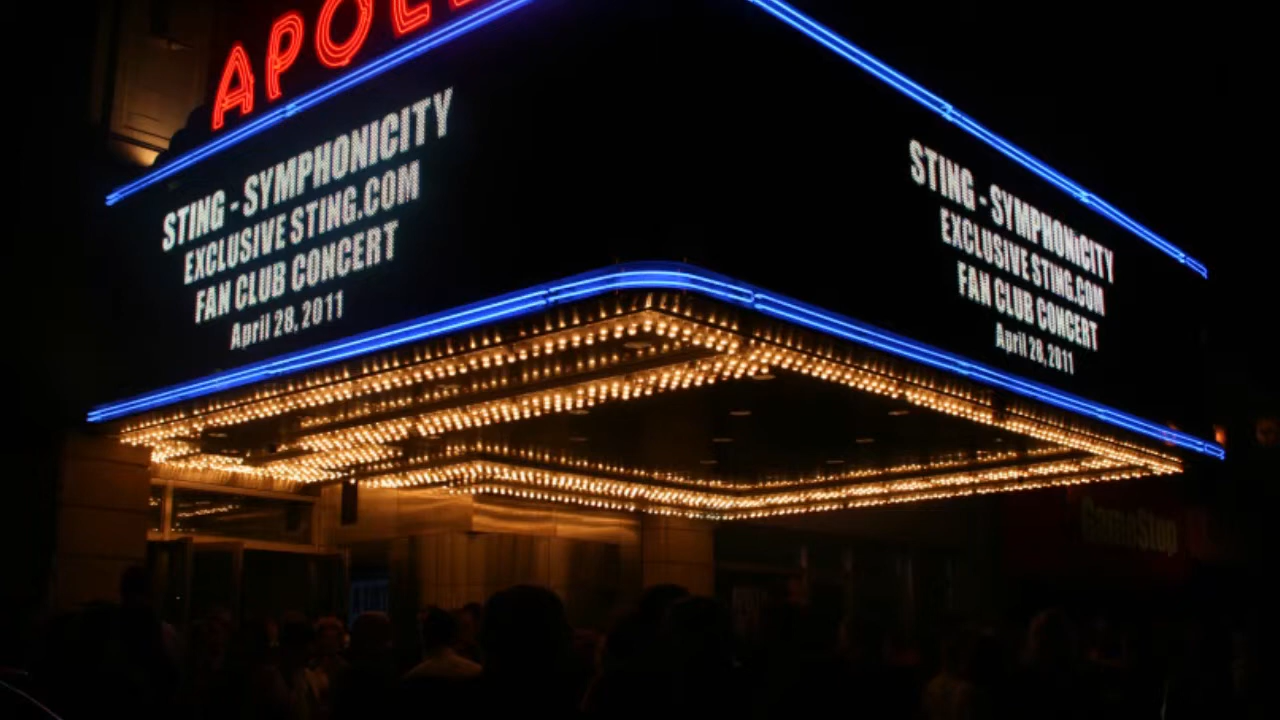 APOLL
STING - SYMPHONICITY
EXCLUSIVE STING.COM
FAN CLUB CONCERT
April 28, 2011
STING - SYMPHONICITY
EXCLUSIVE STING.COM
FAN CLUB CONCERT
April 28, 2011
GameStop